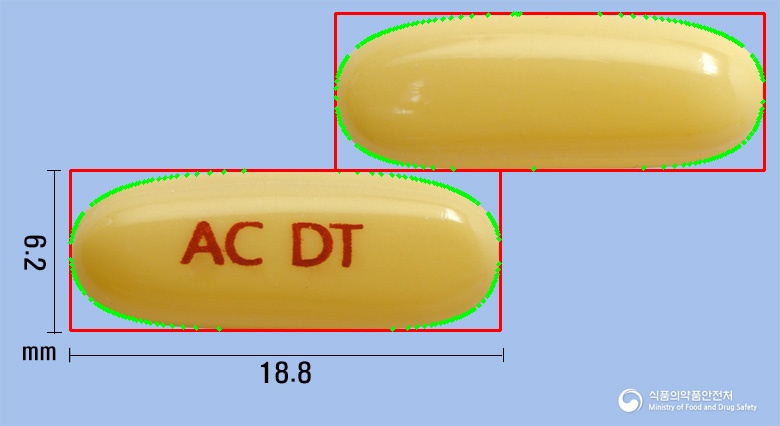 AC DT
6.2
mm
18.8
식품의약품안전처
Ministry of Food and Drug Safety